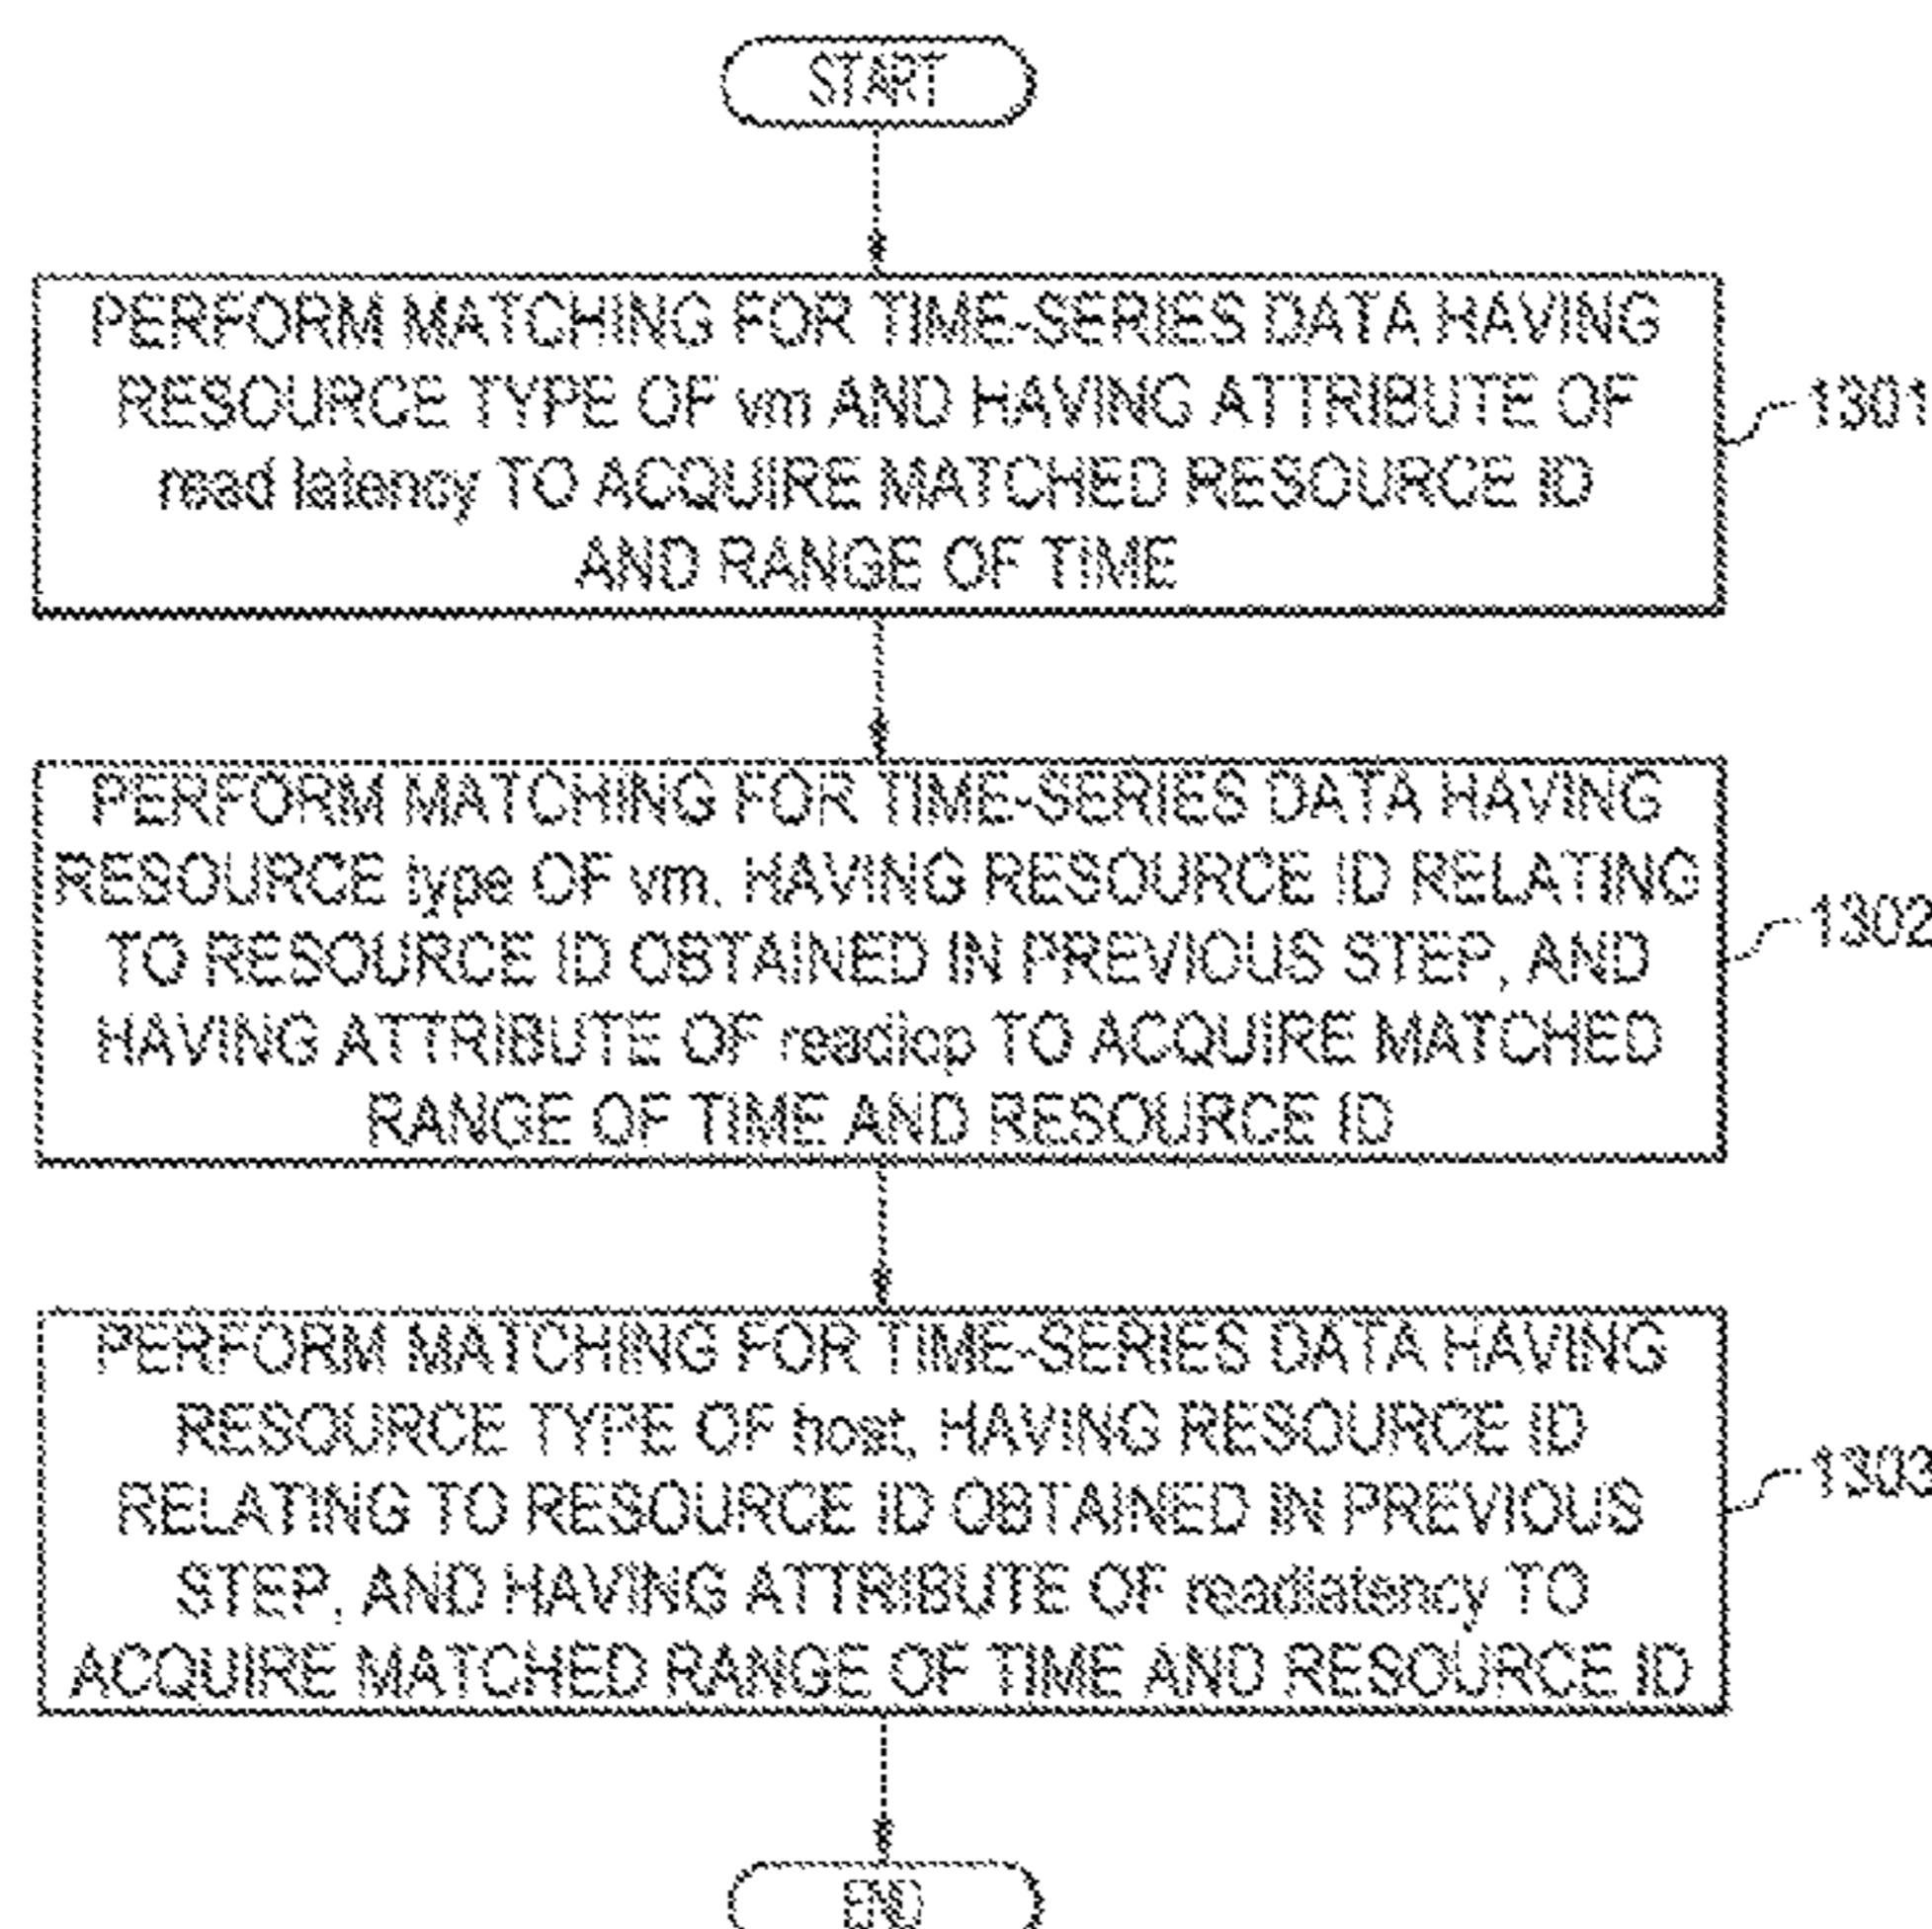 START
PERFORM MATCHING FOR TIME-SERIES DATA HAVING
RESOURCE TYPE OF vm AND HAVING ATTRIBUTE OF
read latency TO ACQUIRE MATCHED RESOURCE ID
AND RANGE OF TIME
1301
PERFORM MATCHING FOR TIME-SERIES DATA HAVING
RESOURCE type OF vm, HAVING RESOURCE ID RELATING
TO RESOURCE ID OBTAINED IN PREVIOUS STEP, AND
HAVING ATTRIBUTE OF readiop TO ACQUIRE MATCHED
RANGE OF TIME AND RESOURCE ID
1302
PERFORM MATCHING FOR TIME-SERIES DATA HAVING
RESOURCE TYPE OF host, HAVING RESOURCE ID
RELATING TO RESOURCE ID OBTAINED IN PREVIOUS
STEP, AND HAVING ATTRIBUTE OF readlatency TO
ACQUIRE MATCHED RANGE OF TIME AND RESOURCE ID
1303
END